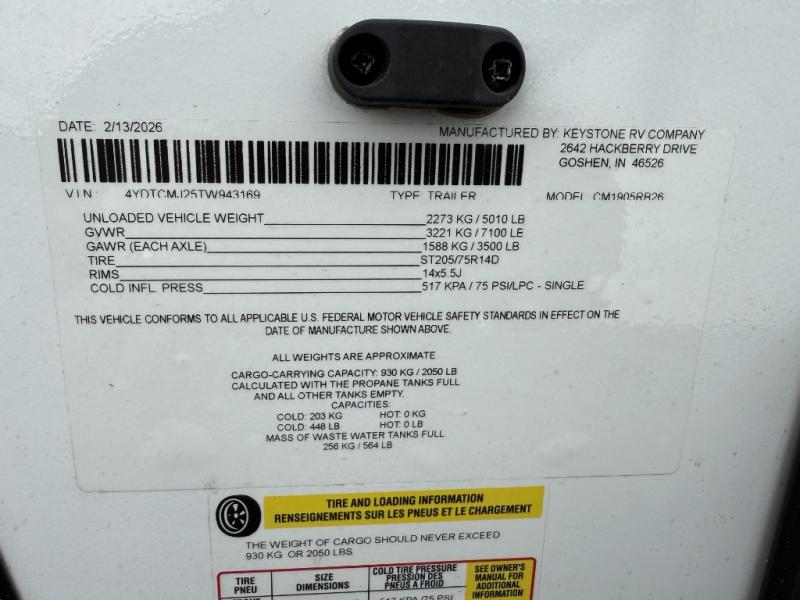 DATE: 2/13/2026
MANUFACTURED BY: KEYSTONE RV COMPANY
2642 HACKBERRY DRIVE
GOSHEN, IN 46526
VIN: 4YDTCMJ25TW943169 TYPE TRAILER MODEL CM1905RB26
UNLOADED VEHICLE WEIGHT 2273 KG / 5010 LB
GVWR 3221 KG / 7100 LB
GAWR (EACH AXLE) 1588 KG / 3500 LB
TIRE ST205/75R14D
RIMS 14x5.5J
COLD INFL. PRESS 517 KPA / 75 PSI/LPC - SINGLE
THIS VEHICLE CONFORMS TO ALL APPLICABLE U.S. FEDERAL MOTOR VEHICLE SAFETY STANDARDS IN EFFECT ON THE
DATE OF MANUFACTURE SHOWN ABOVE.
ALL WEIGHTS ARE APPROXIMATE
CARGO-CARRYING CAPACITY: 930 KG / 2050 LB
CALCULATED WITH THE PROPANE TANKS FULL
AND ALL OTHER TANKS EMPTY.
CAPACITIES:
COLD: 203 KG HOT: 0 KG
COLD: 448 LB HOT: 0 LB
MASS OF WASTE WATER TANKS FULL
256 KG / 564 LB
TIRE AND LOADING INFORMATION
RENSEIGNEMENTS SUR LES PNEUS ET LE CHARGEMENT
THE WEIGHT OF CARGO SHOULD NEVER EXCEED
930 KG OR 2050 LBS.
TIRE
PNEU
SIZE
DIMENSIONS
COLD TIRE PRESSURE
PRESSION DES
PNEUS A FROID
SEE OWNER'S
MANUAL FOR
ADDITIONAL
INFORMATION
517 KPA /75 PSI